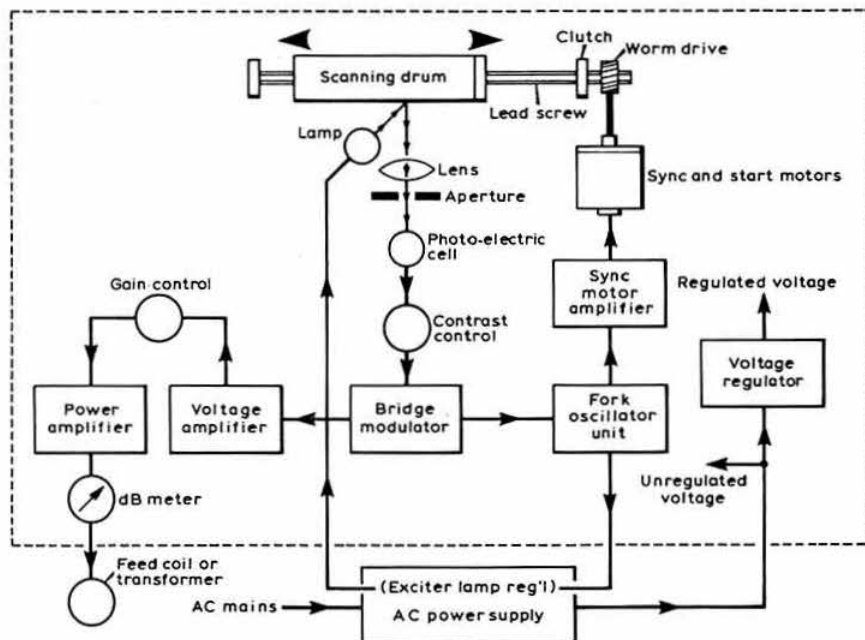 Clutch
Worm drive
Scanning drum
Lead screw
Lamp
Lens
Sync and start motors
Aperture
Photo-electric
cell
Gain control
Sync
motor
amplifier
Regulated voltage
Contrast
control
Voltage
regulator
Power
amplifier
Voltage amplifier
Bridge
modulator
Fork
oscillator
unit
Unregulated
voltage
dB meter
Feed coil or
transformer
(Exciter lamp reg'l)
AC mains
AC power supply